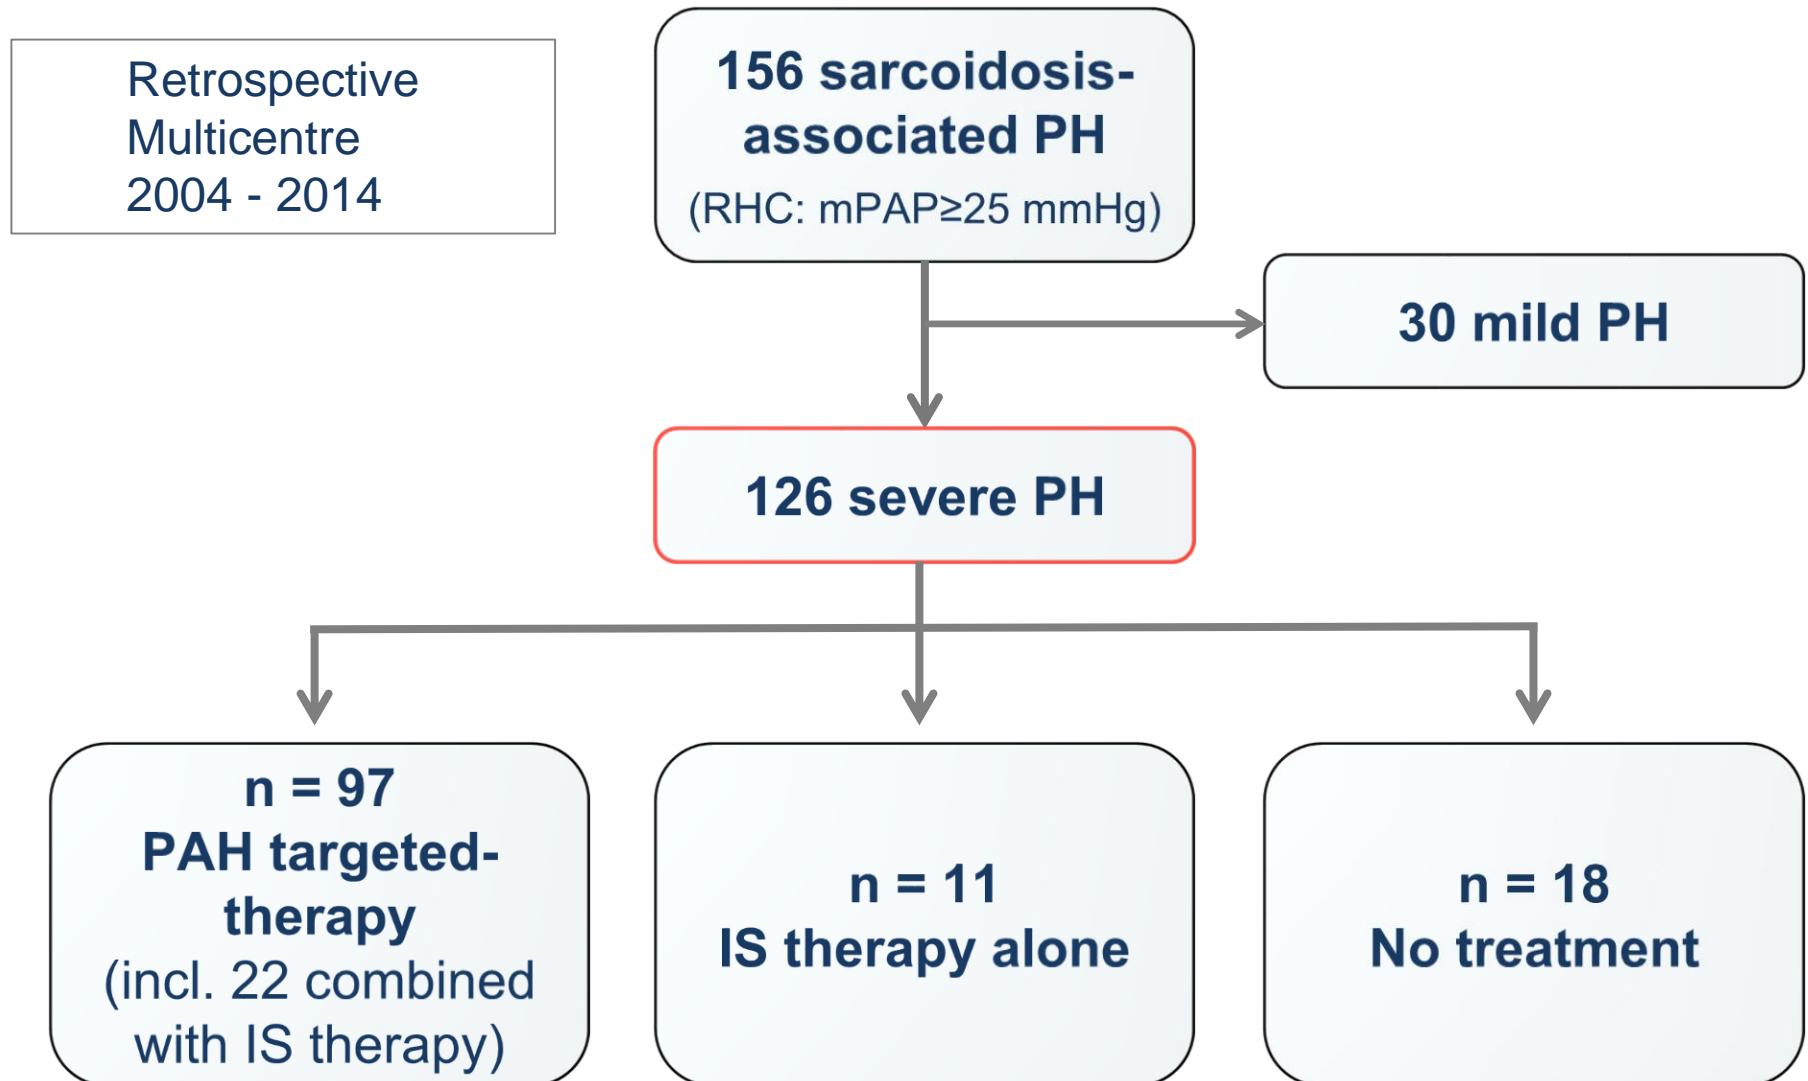 Retrospective
Multicentre
2004 - 2014
156 sarcoidosis-
associated PH
(RHC: mPAP≥25 mmHg)
30 mild PH
126 severe PH
n = 97
PAH targeted-
therapy
(incl. 22 combined
with IS therapy)
n = 11
IS therapy alone
n = 18
No treatment